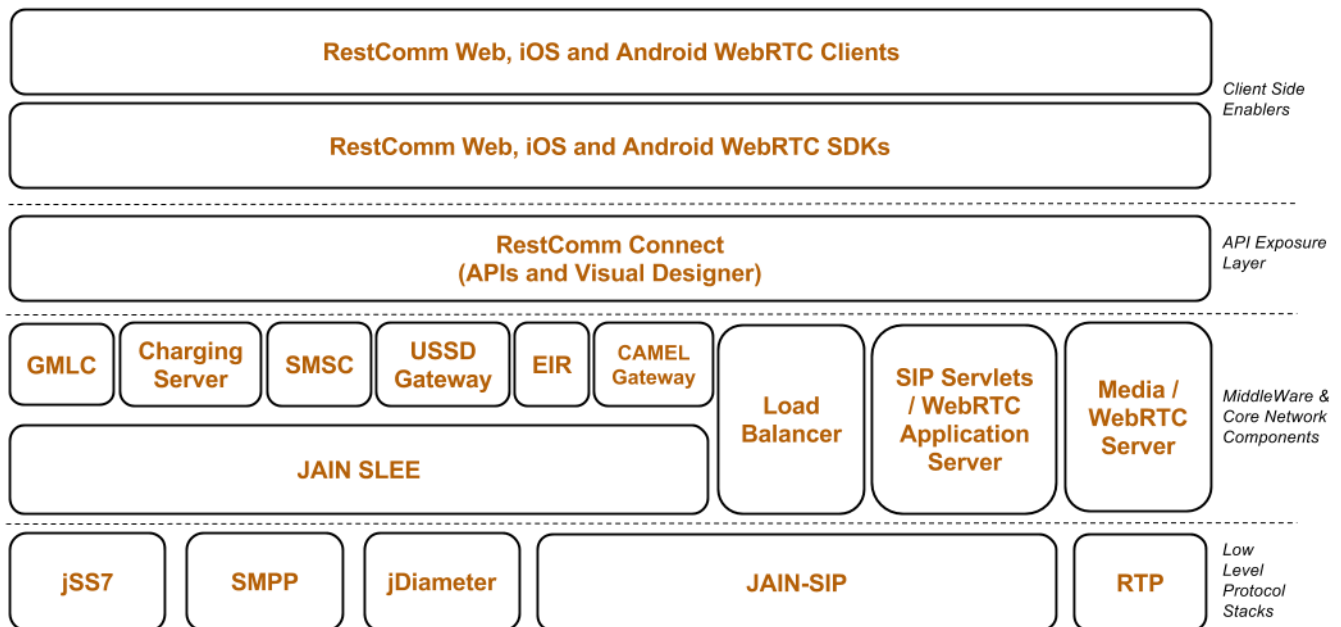 RestComm Web, iOS and Android WebRTC Clients
Client Side
Enablers
RestComm Web, iOS and Android WebRTC SDKs
RestComm Connect
(APIs and Visual Designer)
API Exposure
Layer
GMLC
Charging
Server
SMSC
USSD
Gateway
EIR
CAMEL
Gateway
Load
Balancer
SIP Servlets
/ WebRTC
Application
Server
Media /
WebRTC
Server
MiddleWare &
Core Network
Components
JAIN SLEE
jSS7
SMPP
jDiameter
JAIN-SIP
RTP
Low
Level
Protocol
Stacks